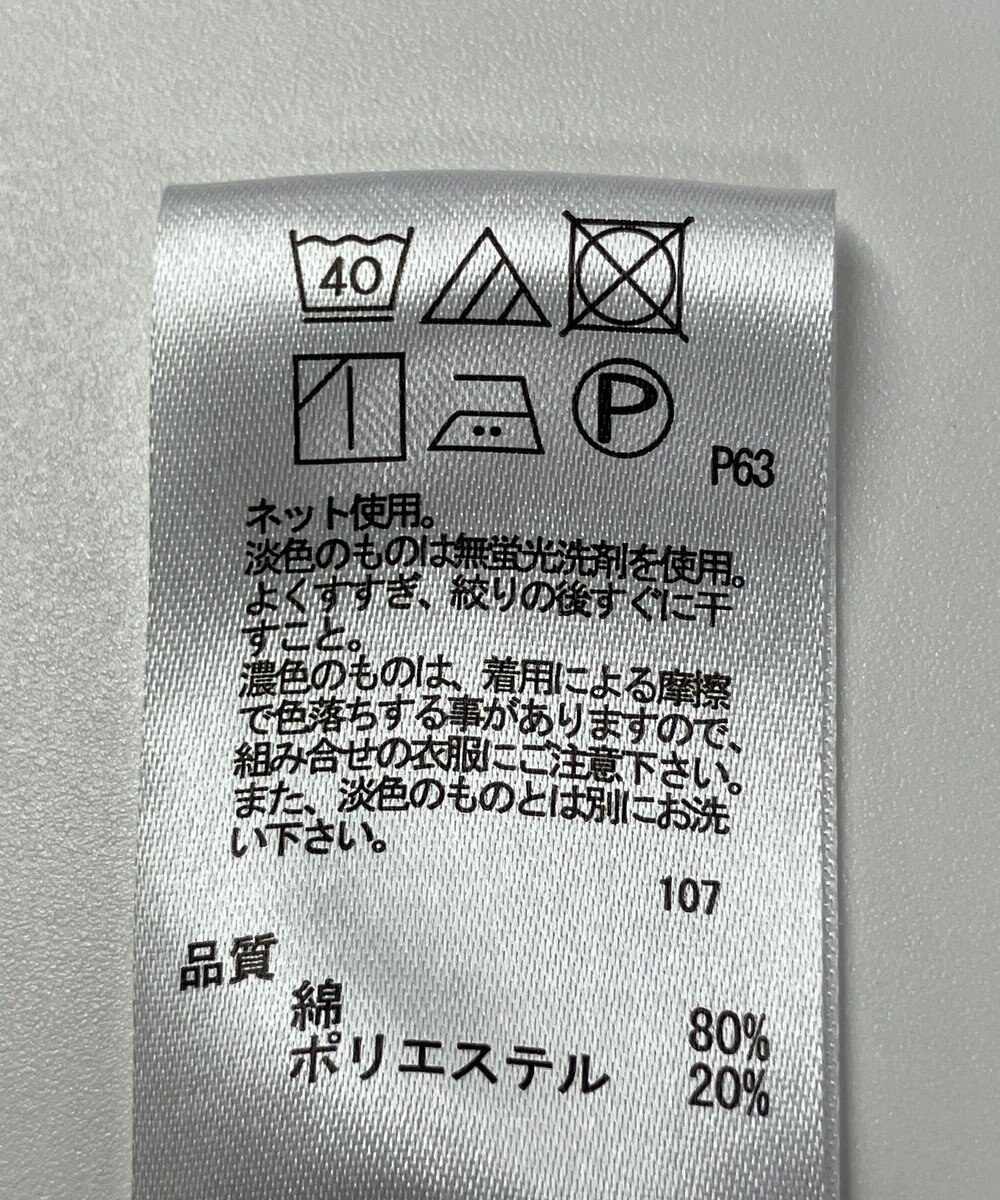 40
P
P63
ネット使用。
淡色のものは無蛍光洗剤を使用。
よくすすぎ、絞りの後すぐに干
すこと。
濃色のものは、着用による摩擦
で色落ちする事がありますので、
組み合せの衣服にご注意下さい。
また、淡色のものとは別にお洗
い下さい。
107
品質
綿 80%
ポリエステル 20%